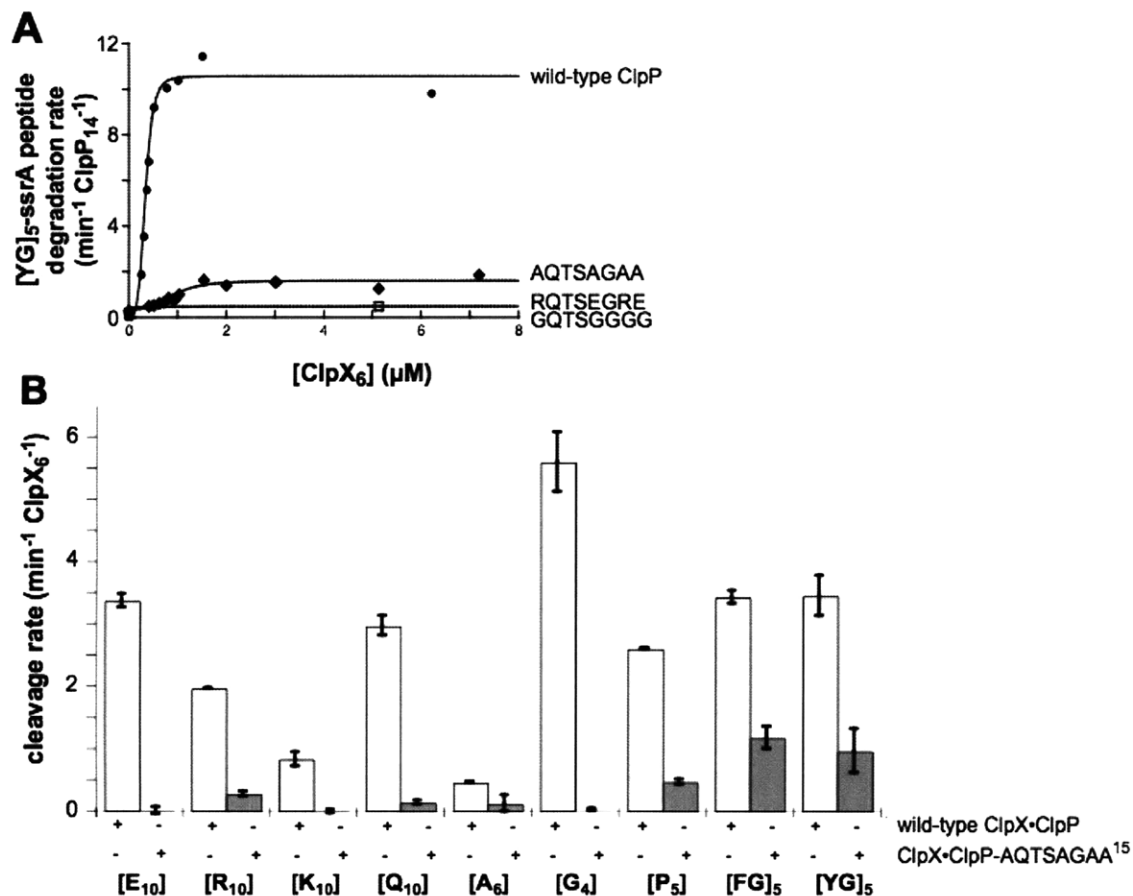 A
12
8
4
0
[YG]5-ssrA peptide
degradation rate
(min-1 ClpP14-1)
wild-type ClpP
AQTSAGAA
RQTSEGRE
GQTSGGGG
0 2 4 6 8
[ClpX6] (µM)
B
6
4
2
0
cleavage rate (min-1 ClpX6-1)
+ - + - + - + - + - + - + - + - + - wild-type ClpX•ClpP
- + - + - + - + - + - + - + - + - + ClpX•ClpP-AQTSAGAA15
[E10] [R10] [K10] [Q10] [A6] [G4] [P5] [FG]5 [YG]5